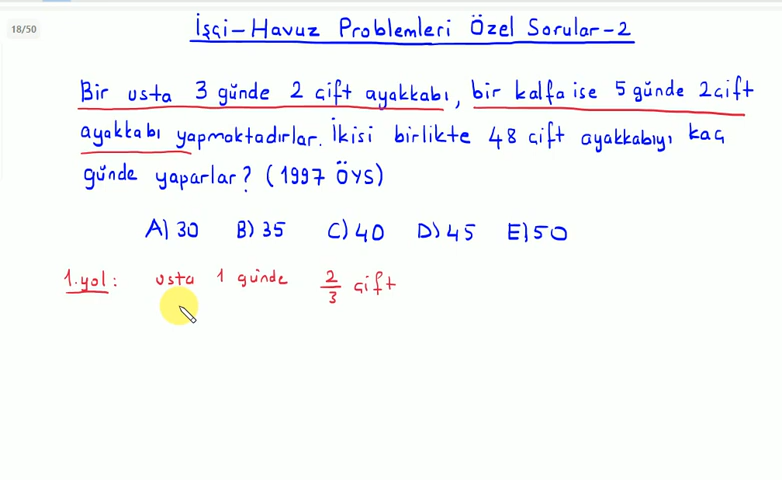 18/50
İşçi-Havuz Problemleri Özel Sorular-2
Bir usta 3 günde 2 çift ayakkabı, bir kalfa ise 5 günde 2 çift
ayakkabı yapmaktadırlar. İkisi birlikte 48 çift ayakkabıyı kaç
günde yaparlar? (1997 ÖYS)
A) 30 B) 35 C) 40 D) 45 E) 50
1.yol: usta 1 günde 2/3 çift